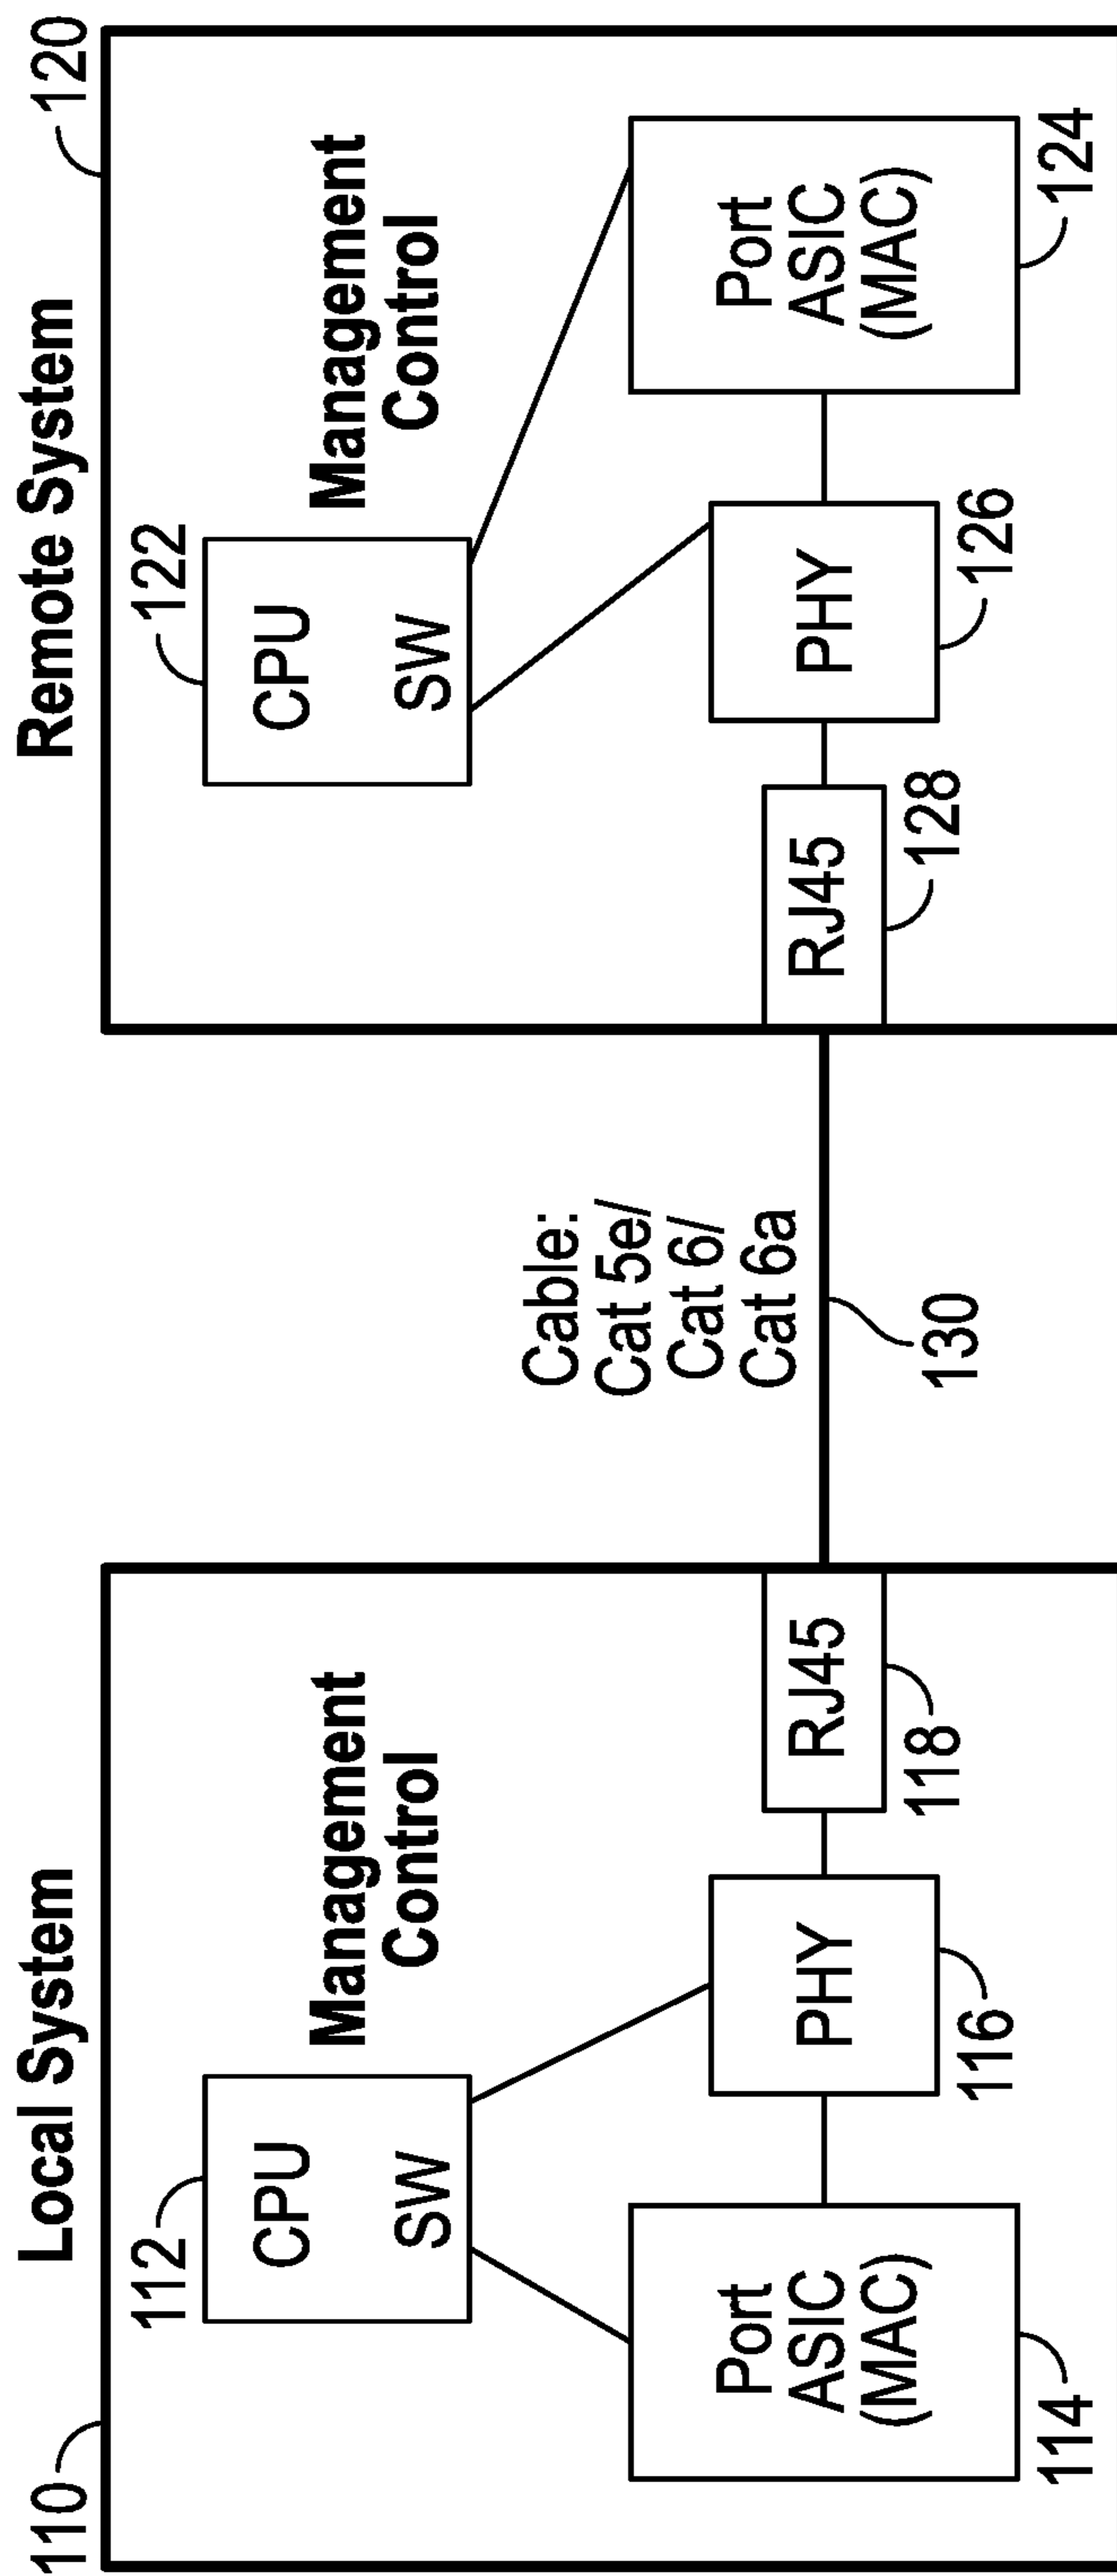 Local System
110
112
CPU
SW
Management
Control
Port
ASIC
(MAC)
114
PHY
116
RJ45
118
Cable:
Cat 5e/
Cat 6/
Cat 6a
130
Remote System
120
122
CPU
SW
Management
Control
RJ45
128
PHY
126
Port
ASIC
(MAC)
124